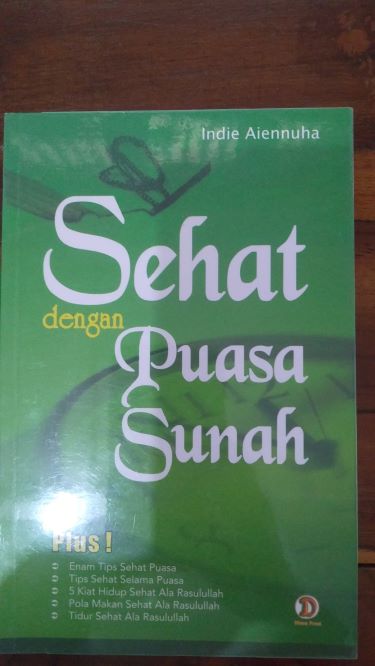 Indie Aiennuha
Sehat
dengan
Puasa
Sunah
Plus !
Enam Tips Sehat Puasa
Tips Sehat Selama Puasa
5 Kiat Hidup Sehat Ala Rasulullah
Pola Makan Sehat Ala Rasulullah
Tidur Sehat Ala Rasulullah
D